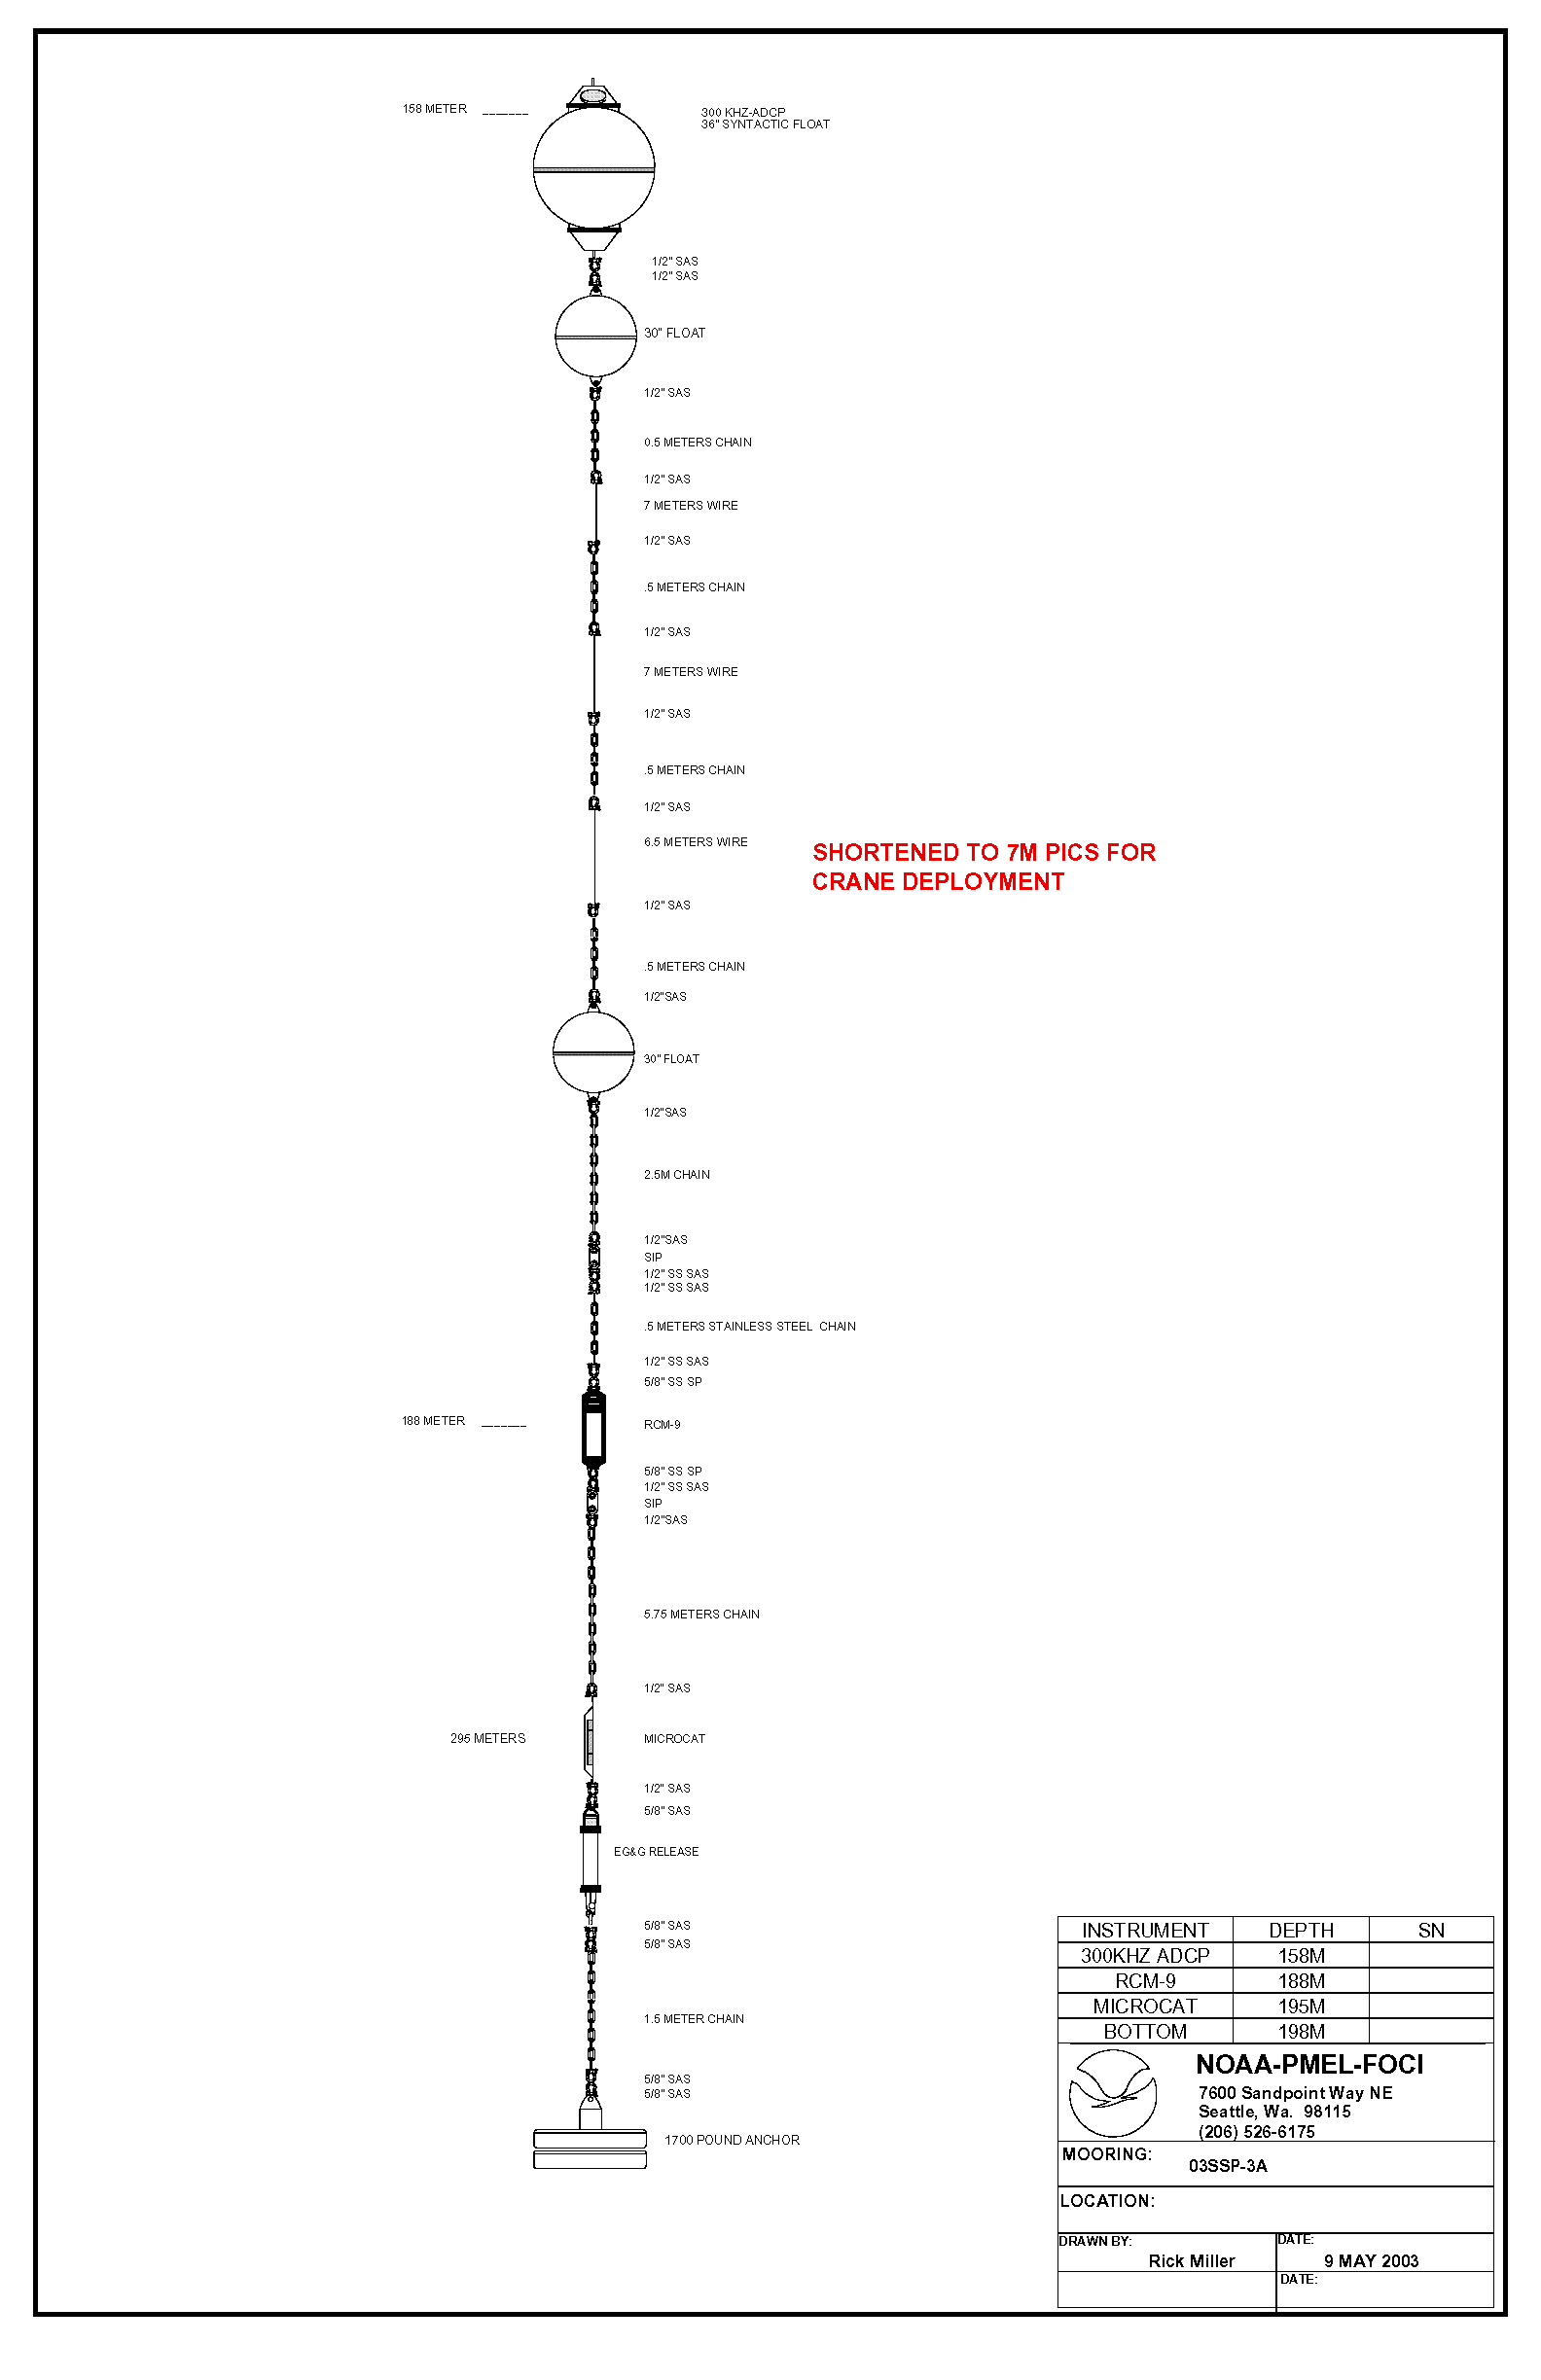 158 METER _______
300 KHZ-ADCP
36" SYNTACTIC FLOAT
1/2" SAS
1/2" SAS
30" FLOAT
1/2" SAS
0.5 METERS CHAIN
1/2" SAS
7 METERS WIRE
1/2" SAS
.5 METERS CHAIN
1/2" SAS
7 METERS WIRE
1/2" SAS
.5 METERS CHAIN
1/2" SAS
6.5 METERS WIRE
SHORTENED TO 7M PICS FOR
CRANE DEPLOYMENT
1/2" SAS
.5 METERS CHAIN
1/2"SAS
30" FLOAT
1/2"SAS
2.5M CHAIN
1/2"SAS
SIP
1/2" SS SAS
1/2" SS SAS
.5 METERS STAINLESS STEEL CHAIN
1/2" SS SAS
5/8" SS SP
188 METER _______
RCM-9
5/8" SS SP
1/2" SS SAS
SIP
1/2"SAS
5.75 METERS CHAIN
1/2" SAS
295 METERS
MICROCAT
1/2" SAS
5/8" SAS
EG&G RELEASE
5/8" SAS
5/8" SAS
1.5 METER CHAIN
5/8" SAS
5/8" SAS
1700 POUND ANCHOR
INSTRUMENT DEPTH SN
300KHZ ADCP 158M
RCM-9 188M
MICROCAT 195M
BOTTOM 198M
NOAA-PMEL-FOCI
7600 Sandpoint Way NE
Seattle, Wa. 98115
(206) 526-6175
MOORING: 03SSP-3A
LOCATION:
DRAWN BY: Rick Miller
DATE: 9 MAY 2003
DATE: